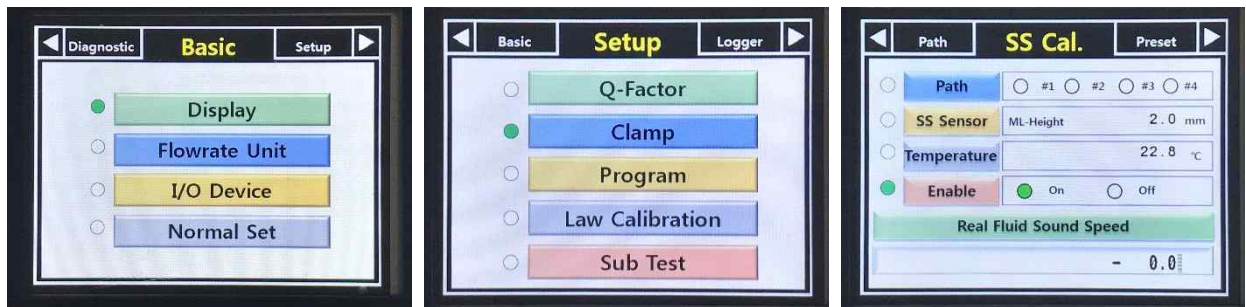 Diagnostic Basic Setup
Display
Flowrate Unit
I/O Device
Normal Set
Basic Setup Logger
Q-Factor
Clamp
Program
Law Calibration
Sub Test
Path SS Cal. Preset
Path #1 #2 #3 #4
SS Sensor ML-Height 2.0 mm
Temperature 22.8 ℃
Enable On Off
Real Fluid Sound Speed
- 0.0